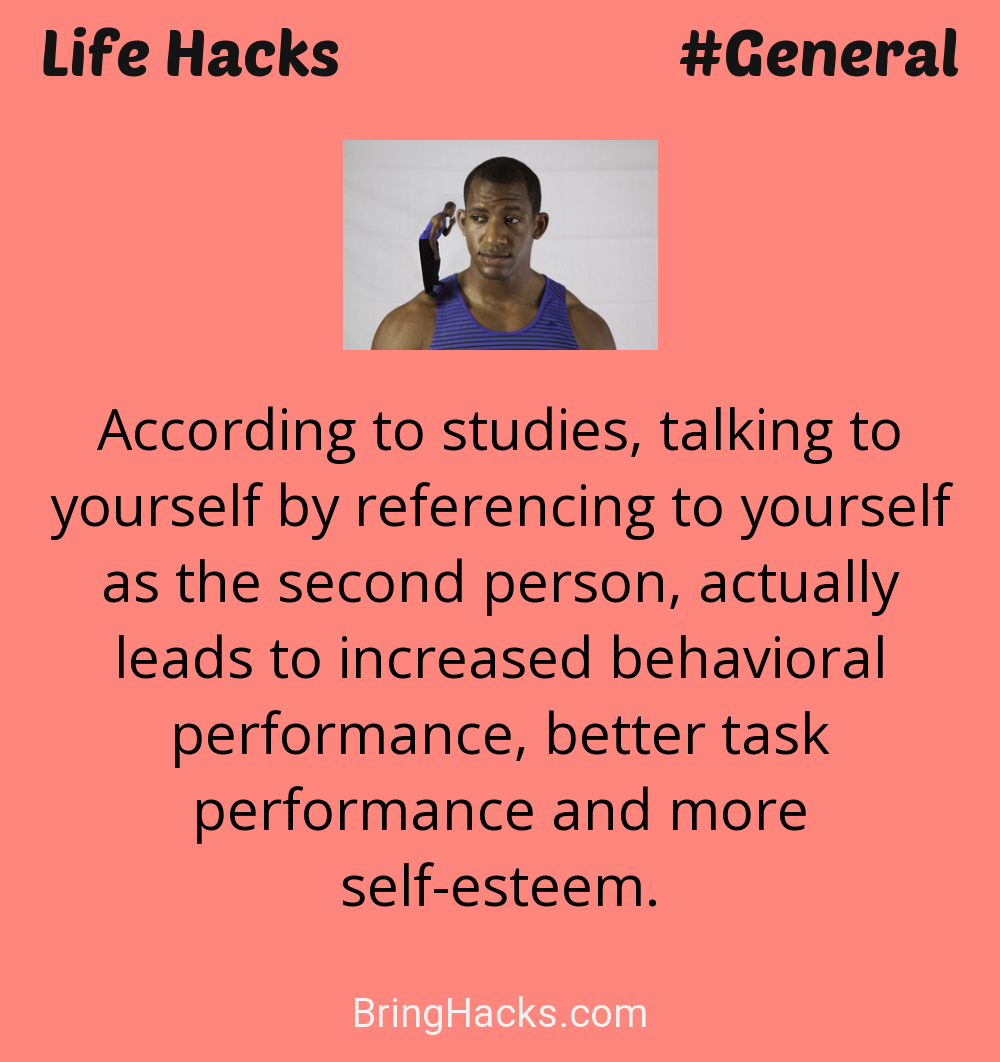 Life Hacks
#General
According to studies, talking to
yourself by referencing to yourself
as the second person, actually
leads to increased behavioral
performance, better task
performance and more
self-esteem.
BringHacks.com